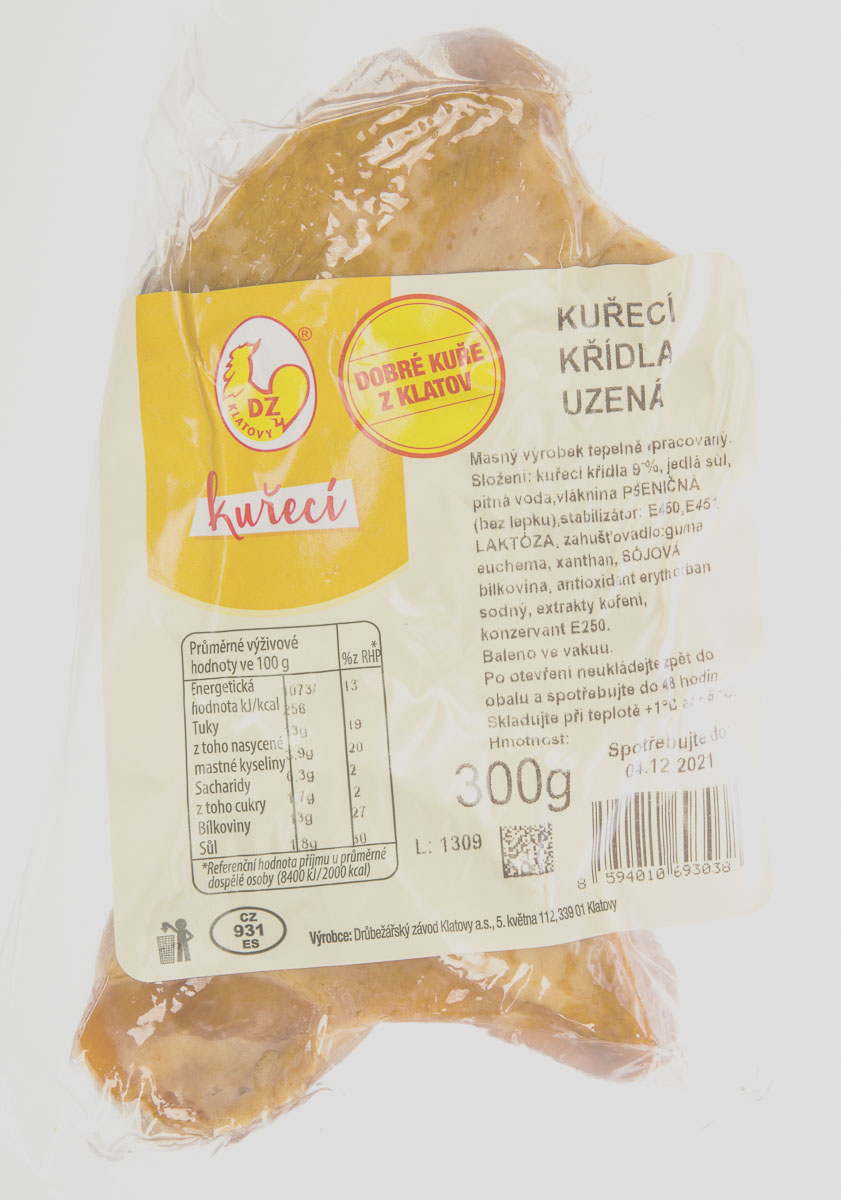 DZ
KLATOVY
®
kuřecí
DOBRÉ KUŘE
Z KLATOV
KUŘECÍ
KŘÍDLA
UZENÁ
Masný výrobek tepelně
Složení: kuřecí křídla jedlá sůl,
pitná voda,vláknina PŠENIČNÁ
(bez lepku),stabilizátor: E450,E451
LAKTÓZA, zahušťovadlo:guma
euchema, xanthan, SÓJOVÁ
bílkovina, antioxidant
sodný, extrakty koření,
konzervant E250.
Baleno ve vakuu.
Po otevření neukládejte zpět do
obalu a spotřebujte do 48 hodin
Skladujte při teplotě +1°C
Hmotnost:
300g
Spotřebujte do
04.12.2021
L: 1309
8 594010 693038
Průměrné výživové
hodnoty ve 100 g
*
%z RHP
Energetická 13
hodnota kJ/kcal
Tuky 19
z toho nasycené 20
mastné kyseliny
Sacharidy 2
z toho cukry 2
Bílkoviny 27
Sůl
*Referenční hodnota příjmu u průměrné
dospělé osoby (8400 kJ/2000 kcal)
CZ
931
ES
Výrobce: Drůbežářský závod Klatovy a.s., 5. května 112, 339 01 Klatovy